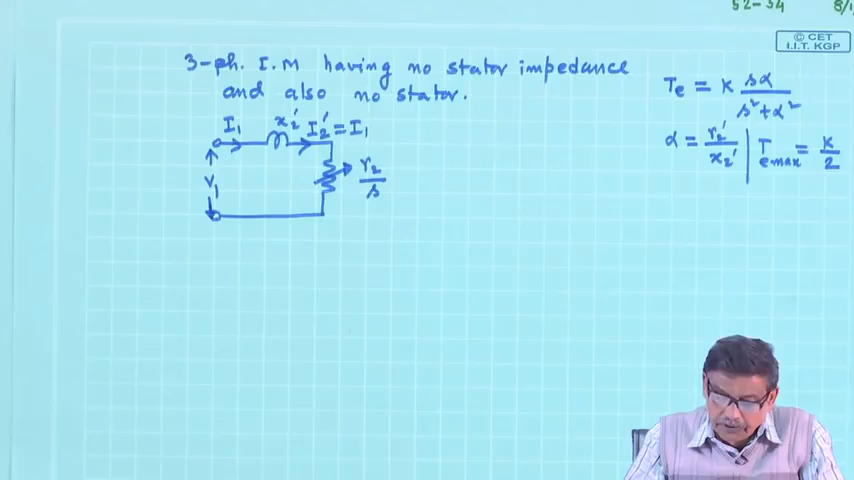 52-54
© CET
I.I.T. KGP
3-ph. I.M having no stator impedance
and also no stator.
I₁ x₂' I₂' = I₁
V₁
r₂/s
Te = K sα/(s²+α²)
α = r₂'/x₂' | Temax = K/2